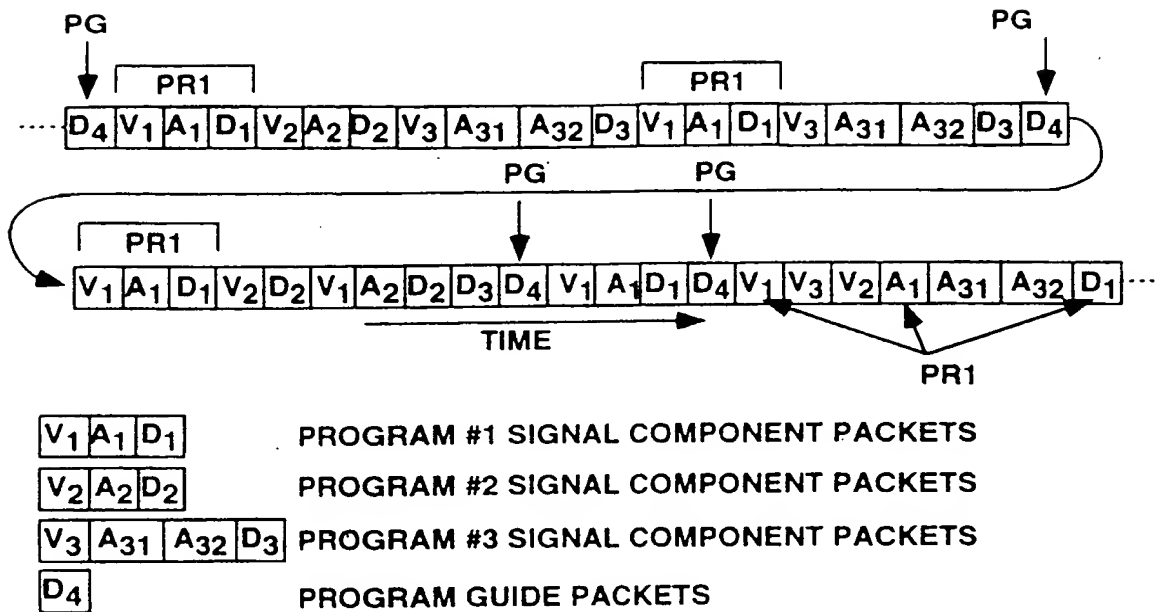 PG PG
PR1 PR1
D4 V1 A1 D1 V2 A2 D2 V3 A31 A32 D3 V1 A1 D1 V3 A31 A32 D3 D4
PG PG
PR1
V1 A1 D1 V2 D2 V1 A2 D2 D3 D4 V1 A1 D1 D4 V1 V3 V2 A1 A31 A32 D1
TIME
PR1
V1 A1 D1 PROGRAM #1 SIGNAL COMPONENT PACKETS
V2 A2 D2 PROGRAM #2 SIGNAL COMPONENT PACKETS
V3 A31 A32 D3 PROGRAM #3 SIGNAL COMPONENT PACKETS
D4 PROGRAM GUIDE PACKETS